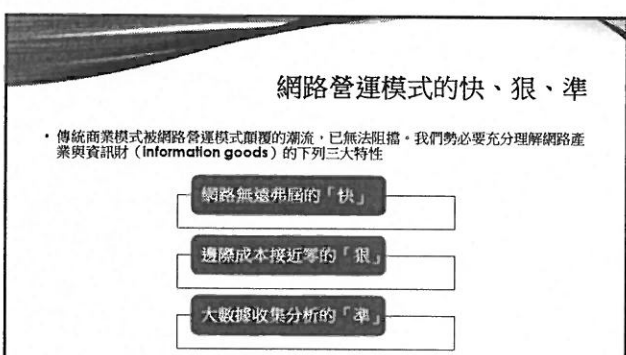 網路營運模式的快、狠、準
• 傳統商業模式被網路營運模式顛覆的潮流，已無法阻擋。我們勢必要充分理解網路產
業與資訊財（information goods）的下列三大特性
網路無遠弗屆的「快」
邊際成本接近零的「狠」
大數據收集分析的「準」